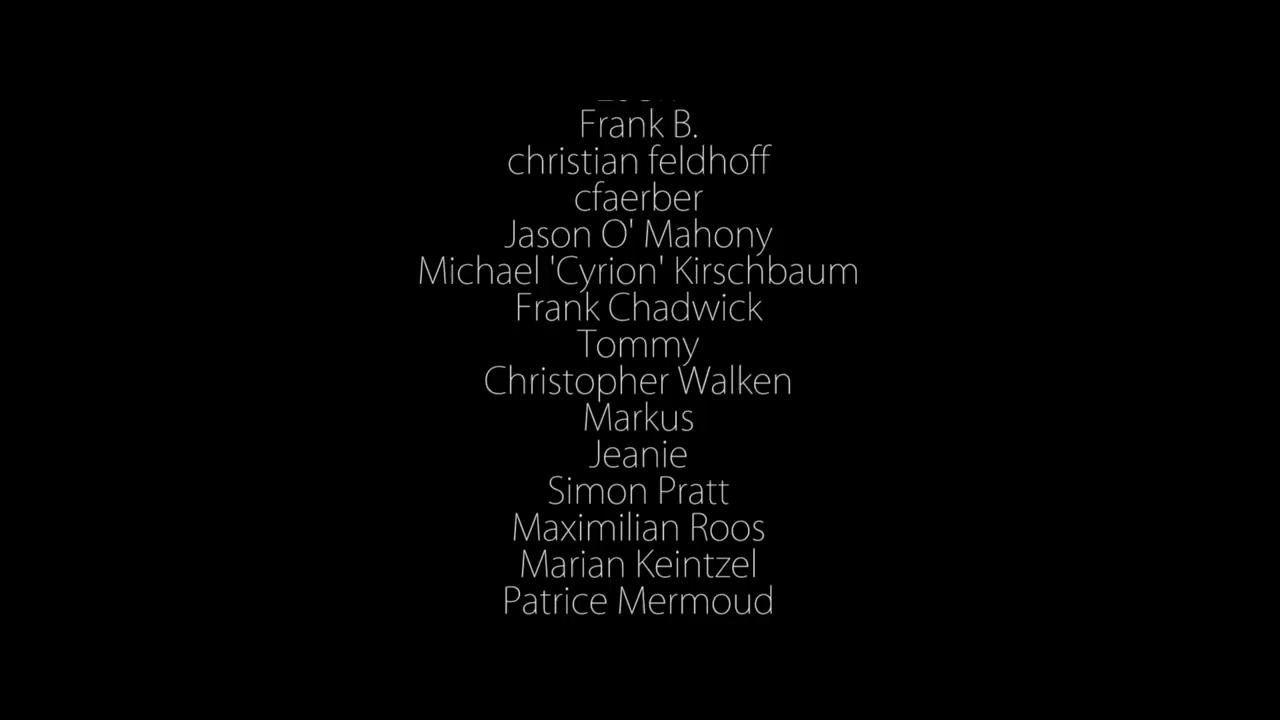 Frank B.
christian feldhoff
cfaerber
Jason O' Mahony
Michael 'Cyrion' Kirschbaum
Frank Chadwick
Tommy
Christopher Walken
Markus
Jeanie
Simon Pratt
Maximilian Roos
Marian Keintzel
Patrice Mermoud